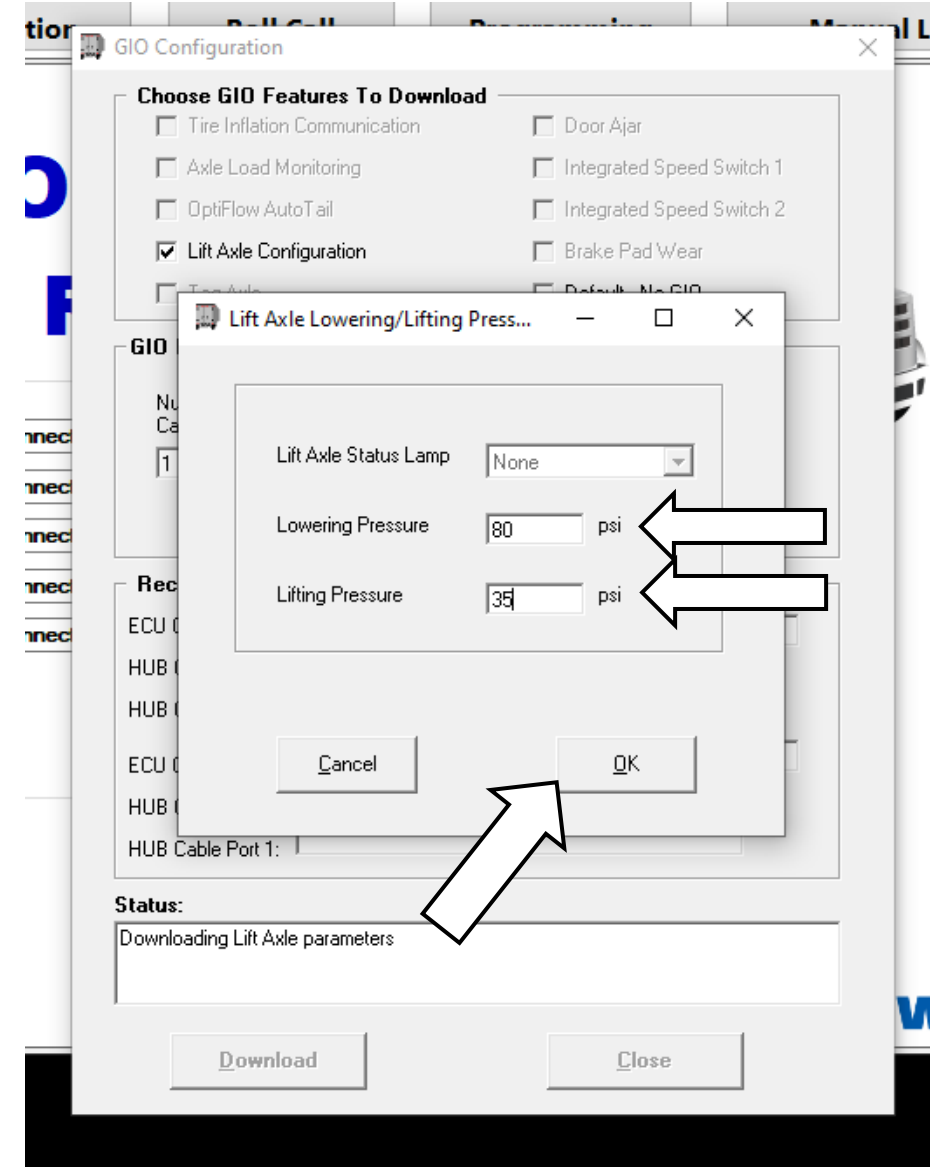 GIO Configuration
Choose GIO Features To Download
Tire Inflation Communication
Door Ajar
Axle Load Monitoring
Integrated Speed Switch 1
OptiFlow AutoTail
Integrated Speed Switch 2
Lift Axle Configuration
Brake Pad Wear
Lift Axle Lowering/Lifting Press...
GIO
Lift Axle Status Lamp
None
1
Lowering Pressure
80
psi
Lifting Pressure
35
psi
ECU
HUB
HUB
Cancel
OK
ECU
HUB
HUB Cable Port 1:
Status:
Downloading Lift Axle parameters
Download
Close